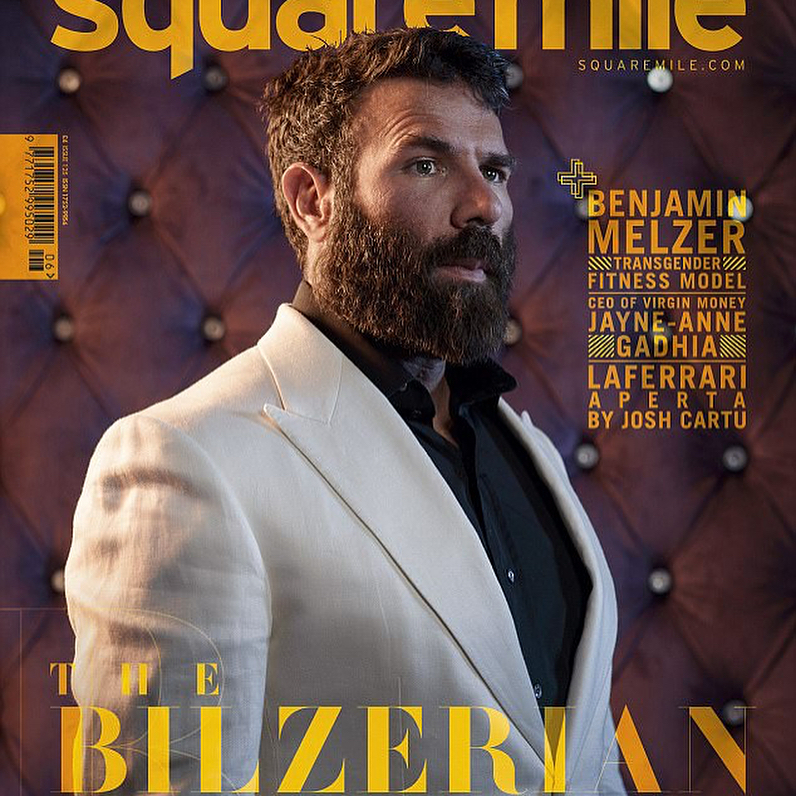 squaremile
SQUAREMILE.COM
BENJAMIN
MELZER
TRANSGENDER
FITNESS MODEL
CEO OF VIRGIN MONEY
JAYNE-ANNE
GADHIA
LAFERRARI
APERTA
BY JOSH CARTU
THE
BILZERIAN